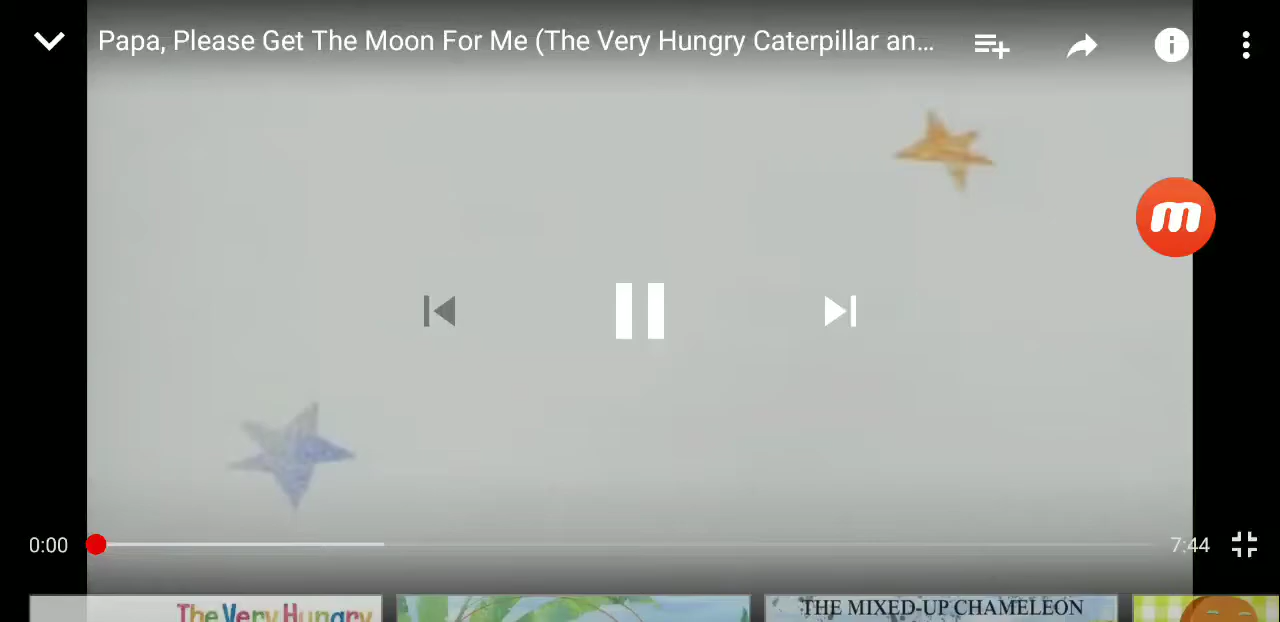 Papa, Please Get The Moon For Me (The Very Hungry Caterpillar an...
m
0:00
7:44
The Very Hungry
THE MIXED-UP CHAMELEON